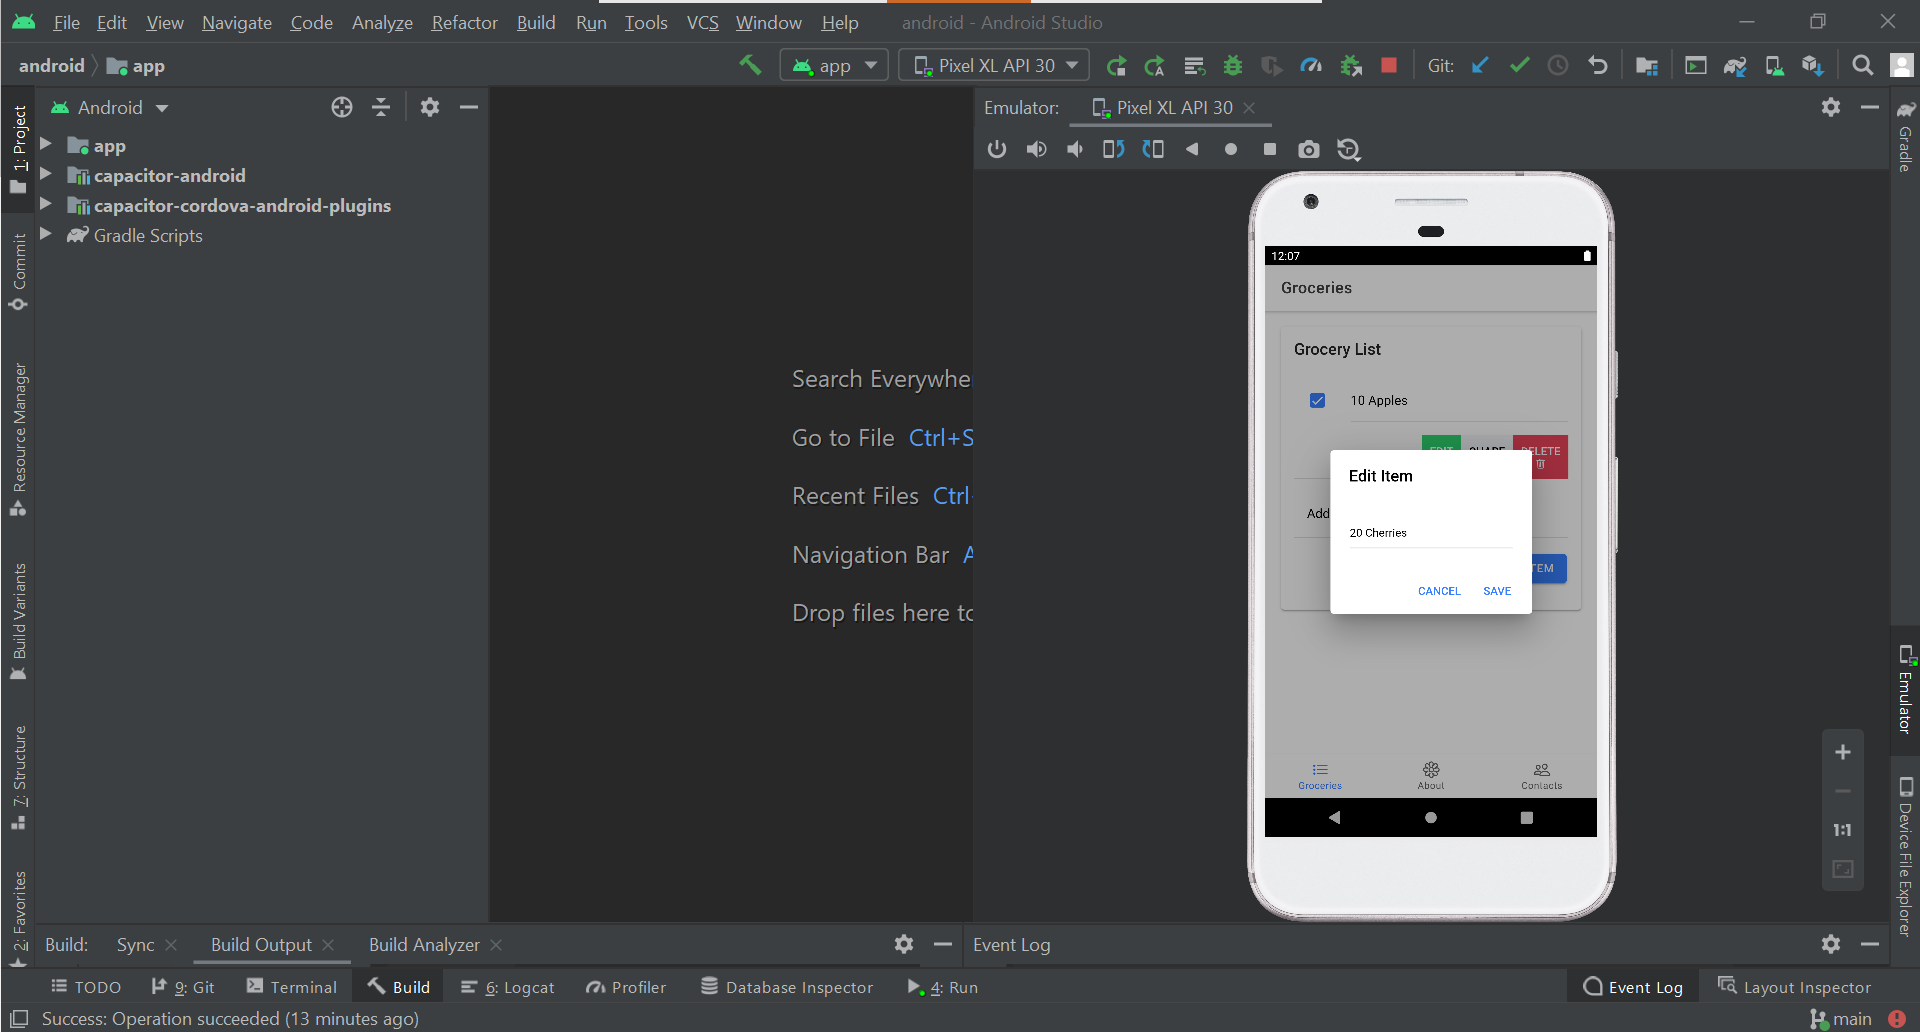 File Edit View Navigate Code Analyze Refactor Build Run Tools VCS Window Help android - Android Studio
android app
app
Pixel XL API 30
Git:
1: Project
Commit
Resource Manager
Build Variants
7: Structure
2: Favorites
Android
app
capacitor-android
capacitor-cordova-android-plugins
Gradle Scripts
Search Everywhe
Go to File Ctrl+S
Recent Files Ctrl
Navigation Bar A
Drop files here to
Emulator: Pixel XL API 30
12:07
Groceries
Grocery List
10 Apples
DELETE
Edit Item
Add
20 Cherries
TEM
CANCEL SAVE
Groceries About Contacts
1:1
Gradle
Emulator
Device File Explorer
Build: Sync Build Output Build Analyzer
Event Log
TODO 9: Git Terminal Build 6: Logcat Profiler Database Inspector 4: Run
Event Log Layout Inspector
Success: Operation succeeded (13 minutes ago)
main